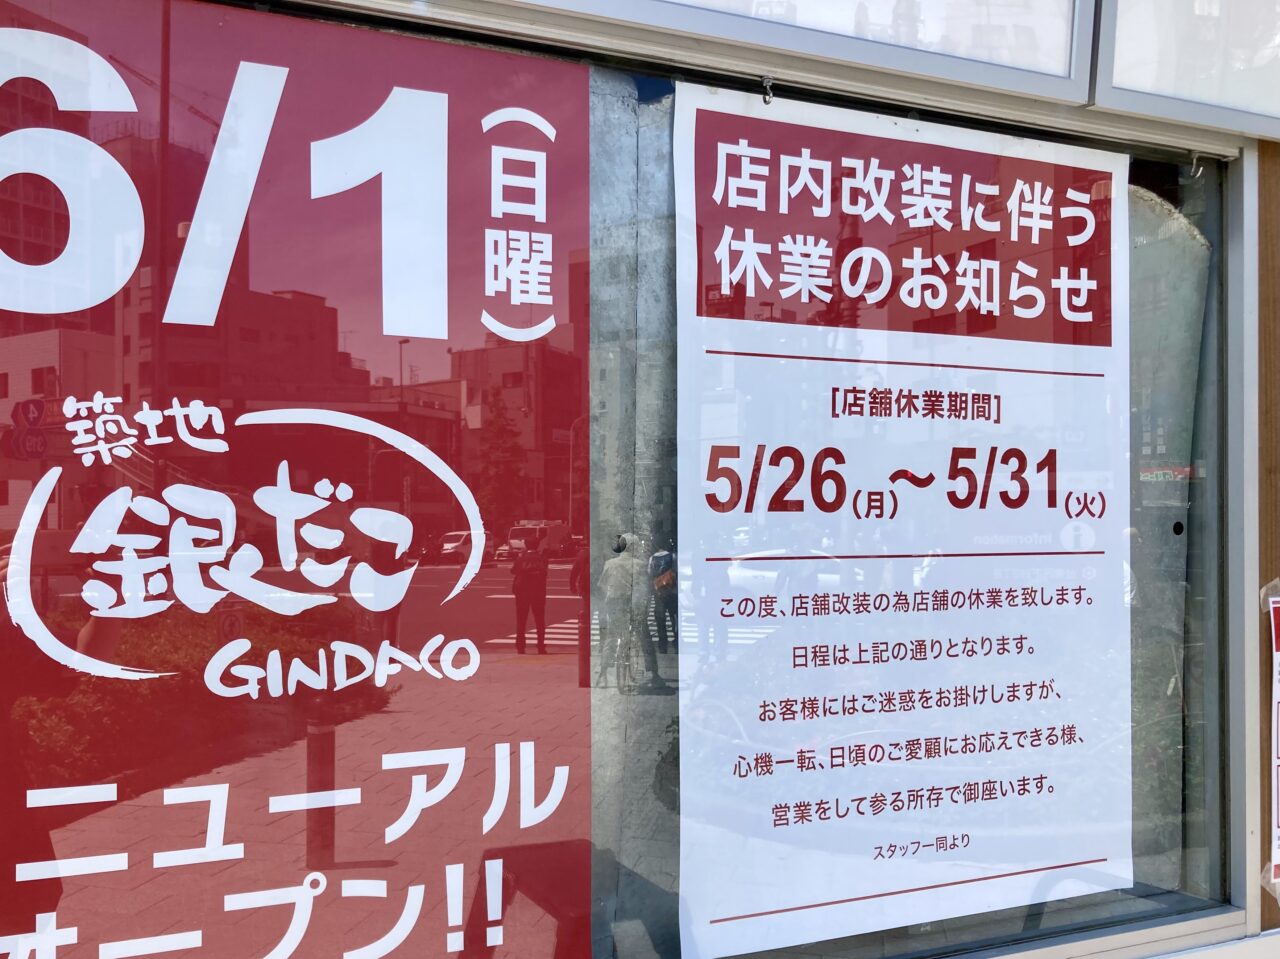 6/1
（日曜）
築地
銀だこ
GINDACO
ニューアル
オープン!!
店内改装に伴う
休業のお知らせ
[店舗休業期間]
5/26(月)～5/31(火)
この度、店舗改装の為店舗の休業を致します。
日程は上記の通りとなります。
お客様にはご迷惑をお掛けしますが、
心機一転、日頃のご愛顧にお応えできる様、
営業をして参る所存で御座います。
スタッフ一同より